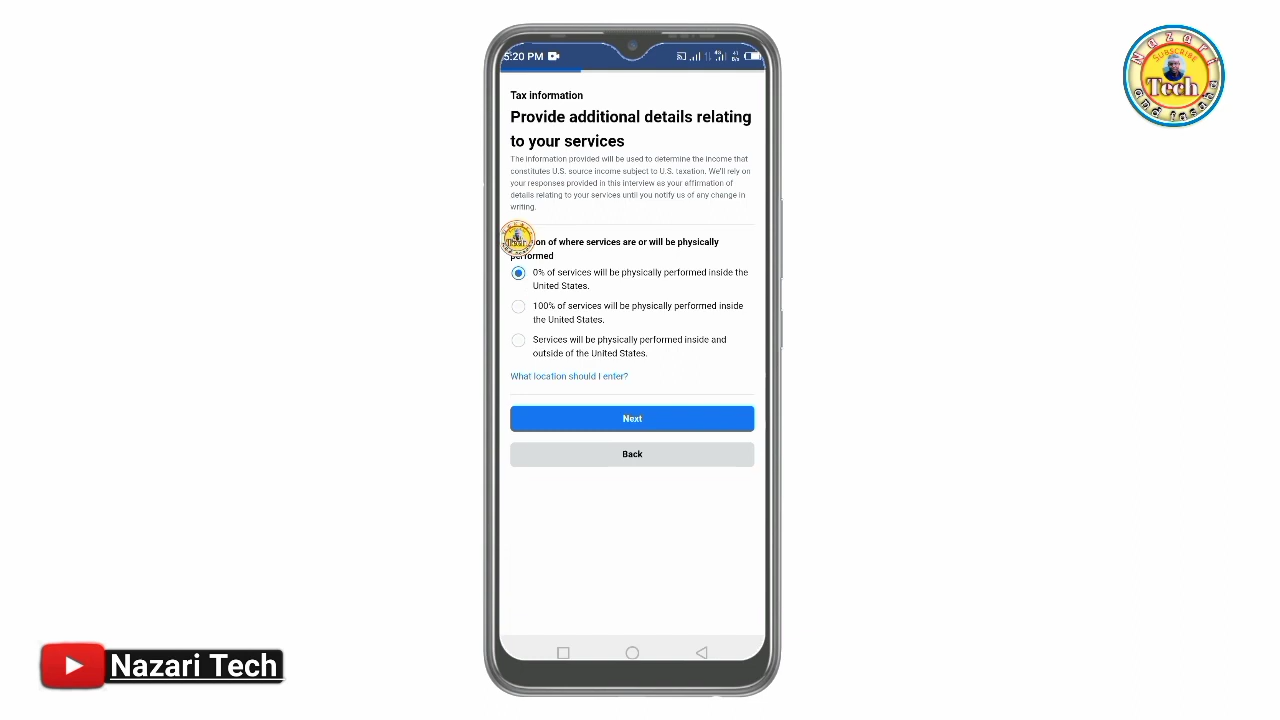 5:20 PM
Tax information
Provide additional details relating
to your services
The information provided will be used to determine the income that
constitutes U.S. source income subject to U.S. taxation. We'll rely on
your responses provided in this interview as your affirmation of
details relating to your services until you notify us of any change in
writing.
of where services are or will be physically
0% of services will be physically performed inside the
United States.
100% of services will be physically performed inside
the United States.
Services will be physically performed inside and
outside of the United States.
What location should I enter?
Next
Back
Nazari
SUBSCRIBE
Tech
Nazari Tech